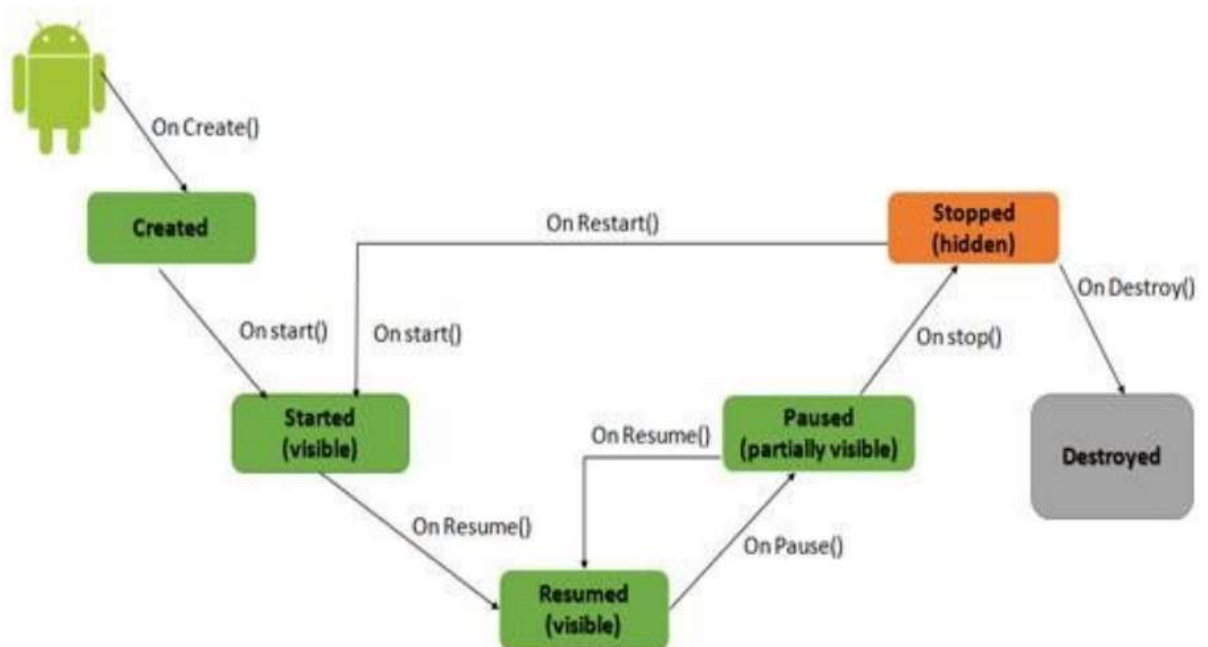 On Create()
Created
On Restart()
Stopped
(hidden)
On Destroy()
On start()
On start()
On stop()
Started
(visible)
On Resume()
Paused
(partially visible)
Destroyed
On Resume()
On Pause()
Resumed
(visible)